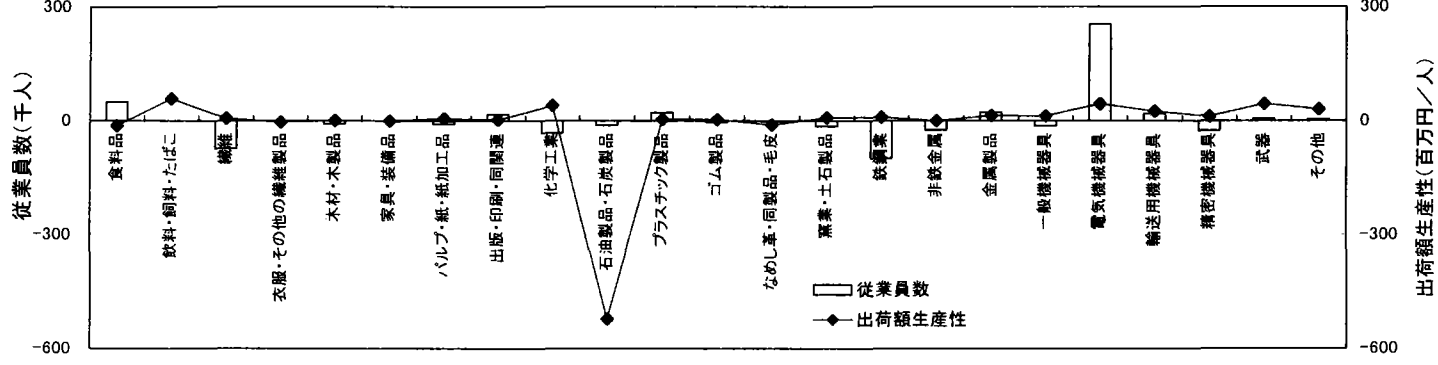 300
0
-300
-600
従業員数(千人)
食料品
飲料・飼料・たばこ
繊維
衣服・その他の繊維製品
木材・木製品
家具・装備品
パルプ・紙・紙加工品
出版・印刷・同関連
化学工業
石油製品・石炭製品
プラスチック製品
ゴム製品
なめし革・同製品・毛皮
窯業・土石製品
鉄鋼業
非鉄金属
金属製品
一般機械器具
電気機械器具
輸送用機械器具
精密機械器具
武器
その他
従業員数
出荷額生産性
300
0
-300
-600
出荷額生産性(百万円/人)